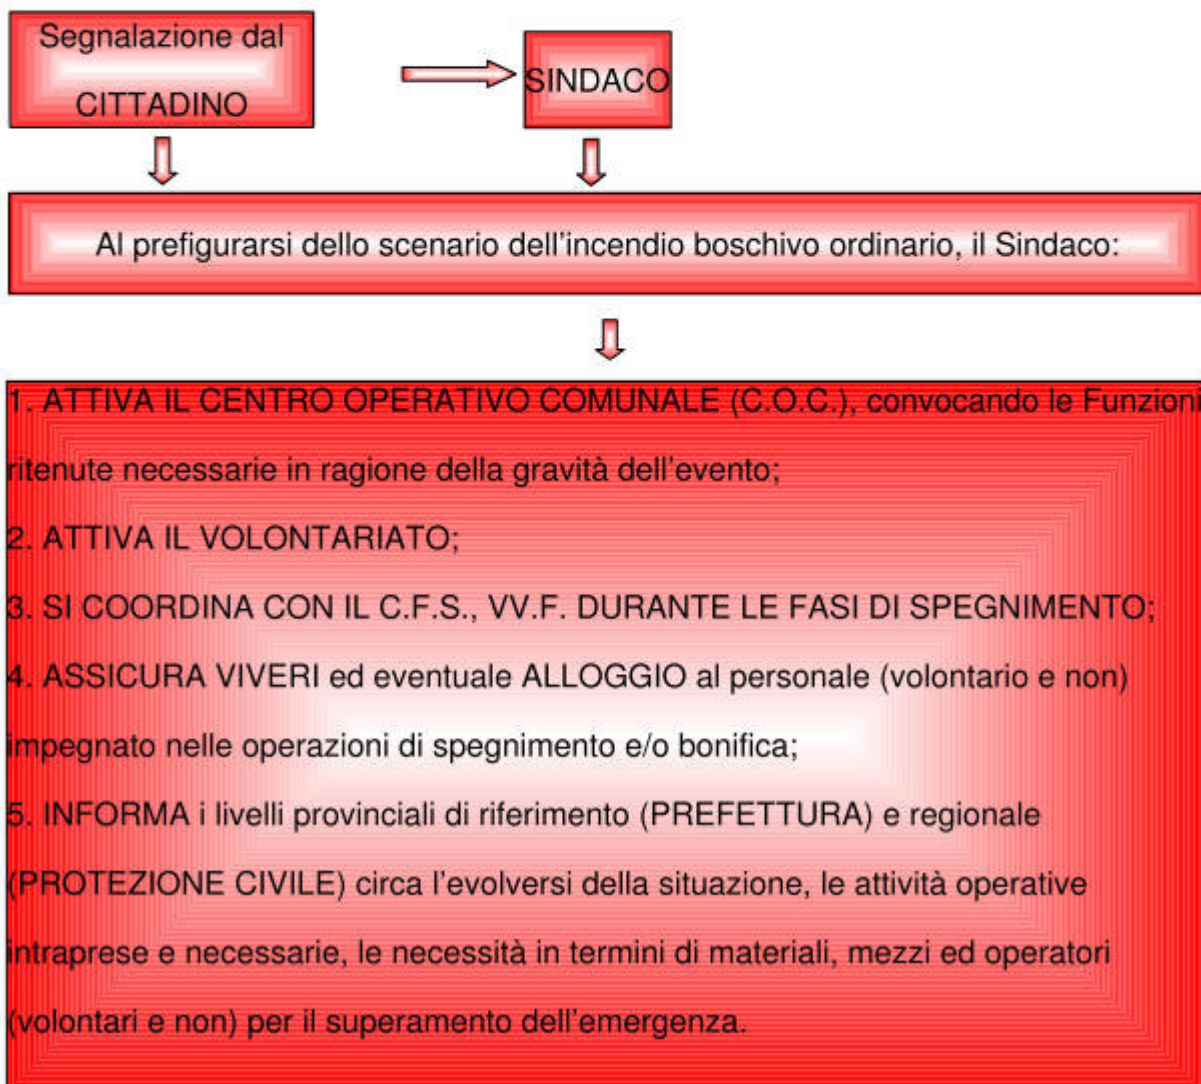 Segnalazione dal
CITTADINO
SINDACO
Al prefigurarsi dello scenario dell'incendio boschivo ordinario, il Sindaco:
1. ATTIVA IL CENTRO OPERATIVO COMUNALE (C.O.C.), convocando le Funzioni
ritenute necessarie in ragione della gravità dell'evento;
2. ATTIVA IL VOLONTARIATO;
3. SI COORDINA CON IL C.F.S., VV.F. DURANTE LE FASI DI SPEGNIMENTO;
4. ASSICURA VIVERI ed eventuale ALLOGGIO al personale (volontario e non)
impegnato nelle operazioni di spegnimento e/o bonifica;
5. INFORMA i livelli provinciali di riferimento (PREFETTURA) e regionale
(PROTEZIONE CIVILE) circa l'evolversi della situazione, le attività operative
intraprese e necessarie, le necessità in termini di materiali, mezzi ed operatori
(volontari e non) per il superamento dell'emergenza.